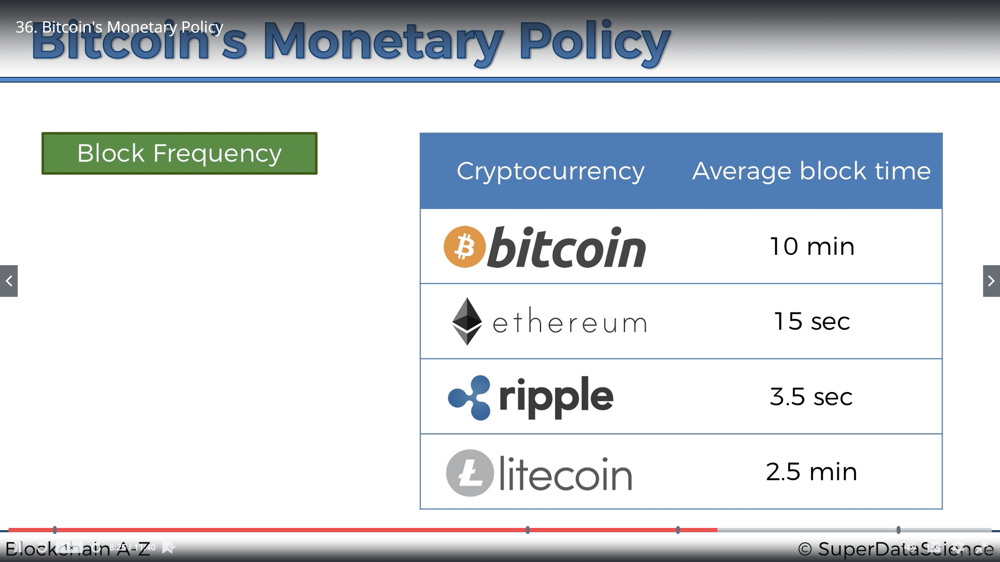 36. Bitcoin's Monetary Policy
Bitcoin's Monetary Policy
Block Frequency
Cryptocurrency Average block time
bitcoin 10 min
ethereum 15 sec
ripple 3.5 sec
litecoin 2.5 min
Blockchain A-Z
1x
8:25 / 11:40
© SuperDataScience